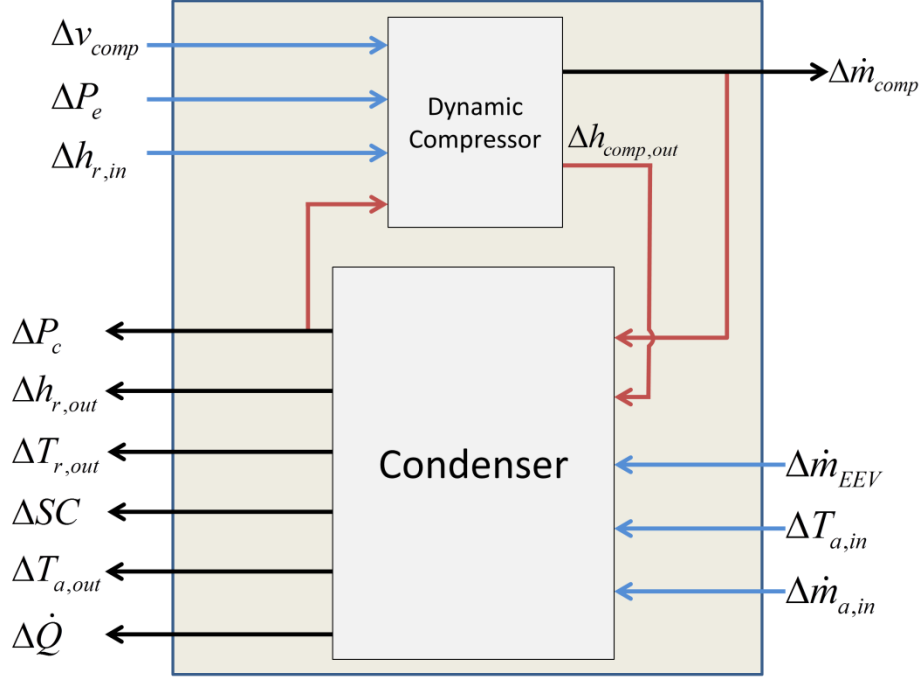 Δv_comp
ΔP_e
Δh_r,in
Dynamic
Compressor
Δṁ_comp
Δh_comp,out
ΔP_c
Δh_r,out
ΔT_r,out
ΔSC
ΔT_a,out
ΔQ̇
Condenser
Δṁ_EEV
ΔT_a,in
Δṁ_a,in